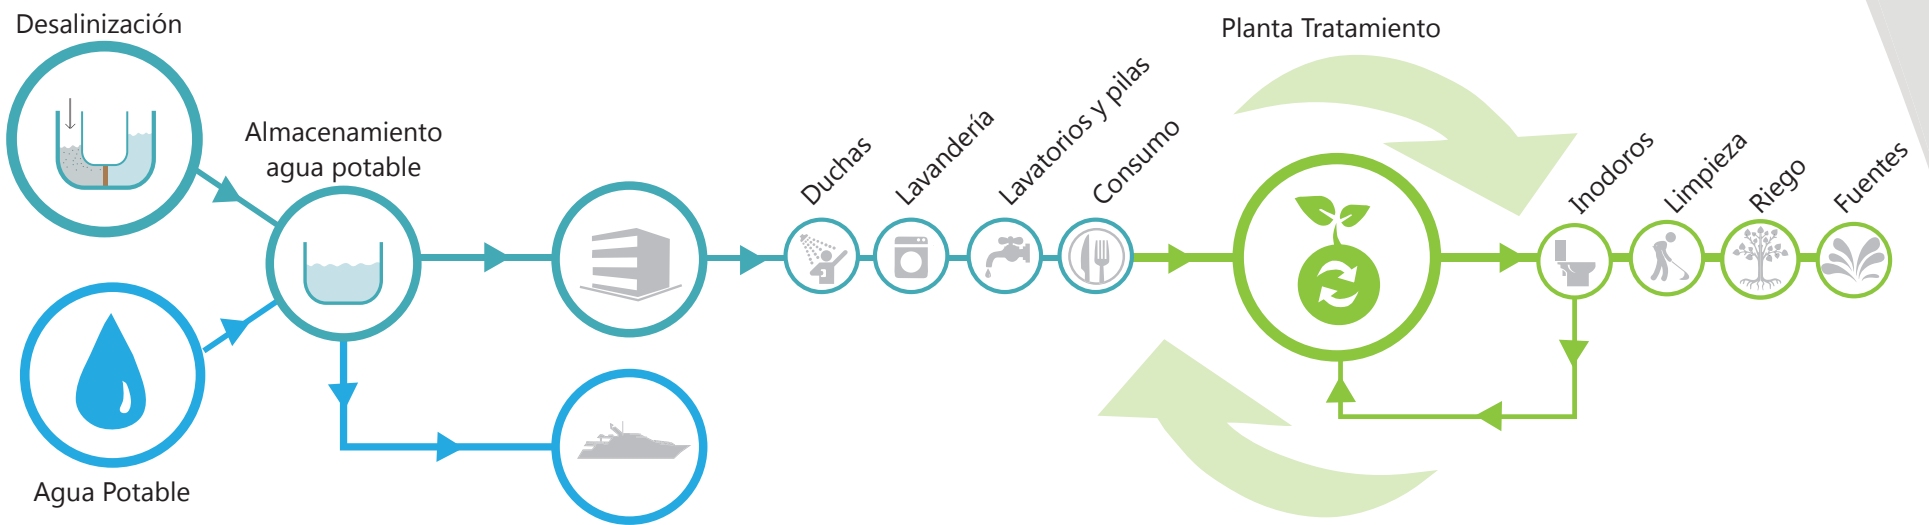 Desalinización
Almacenamiento
agua potable
Agua Potable
Duchas
Lavandería
Lavatorios y pilas
Consumo
Planta Tratamiento
Inodoros
Limpieza
Riego
Fuentes